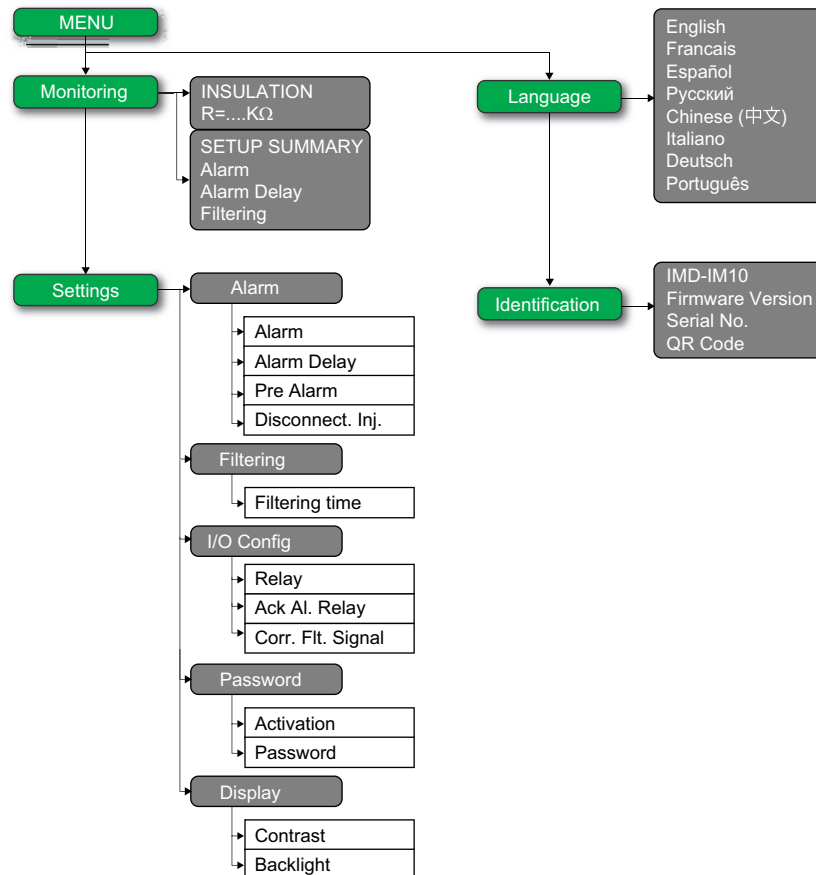 MENU
Monitoring
INSULATION
R=....KΩ
SETUP SUMMARY
Alarm
Alarm Delay
Filtering
Settings
Alarm
Alarm
Alarm Delay
Pre Alarm
Disconnect. Inj.
Filtering
Filtering time
I/O Config
Relay
Ack Al. Relay
Corr. Flt. Signal
Password
Activation
Password
Display
Contrast
Backlight
Language
English
Francais
Español
Русский
Chinese (中文)
Italiano
Deutsch
Português
Identification
IMD-IM10
Firmware Version
Serial No.
QR Code